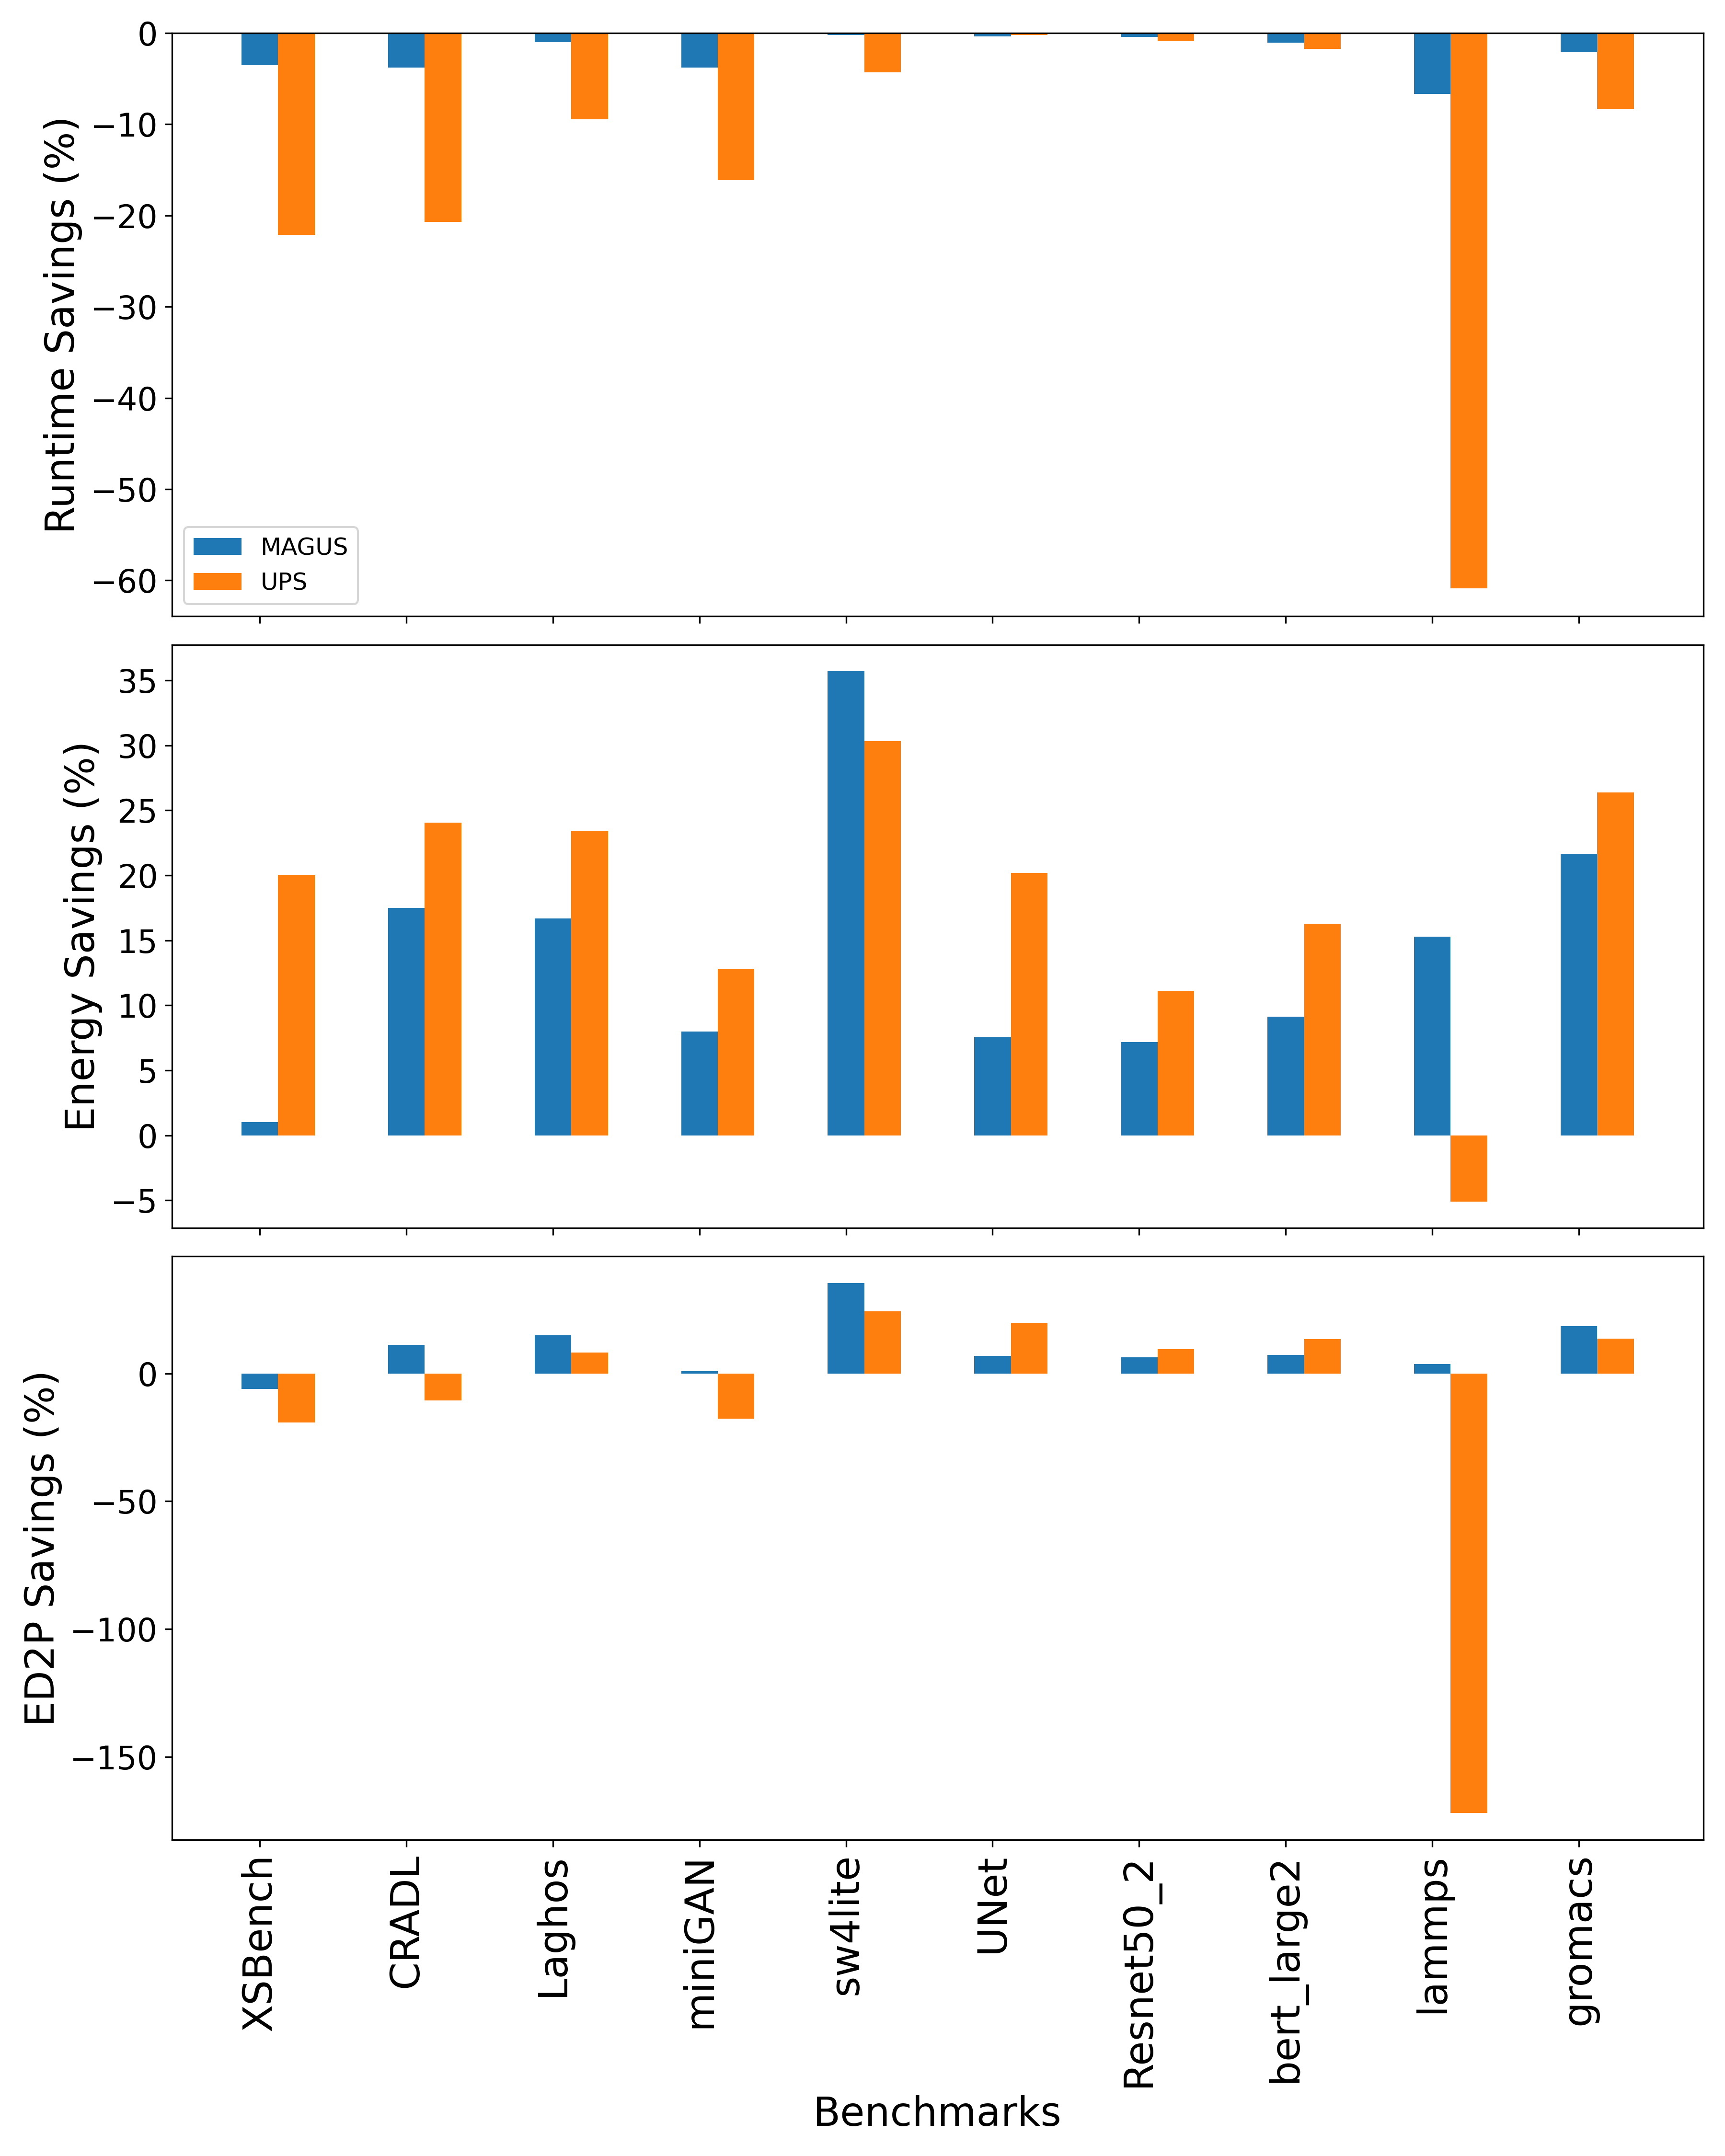 Runtime Savings (%)
0
−10
−20
−30
−40
−50
−60
MAGUS
UPS
Energy Savings (%)
35
30
25
20
15
10
5
0
−5
ED2P Savings (%)
0
−50
−100
−150
XSBench
CRADL
Laghos
miniGAN
sw4lite
UNet
Resnet50_2
bert_large2
lammps
gromacs
Benchmarks